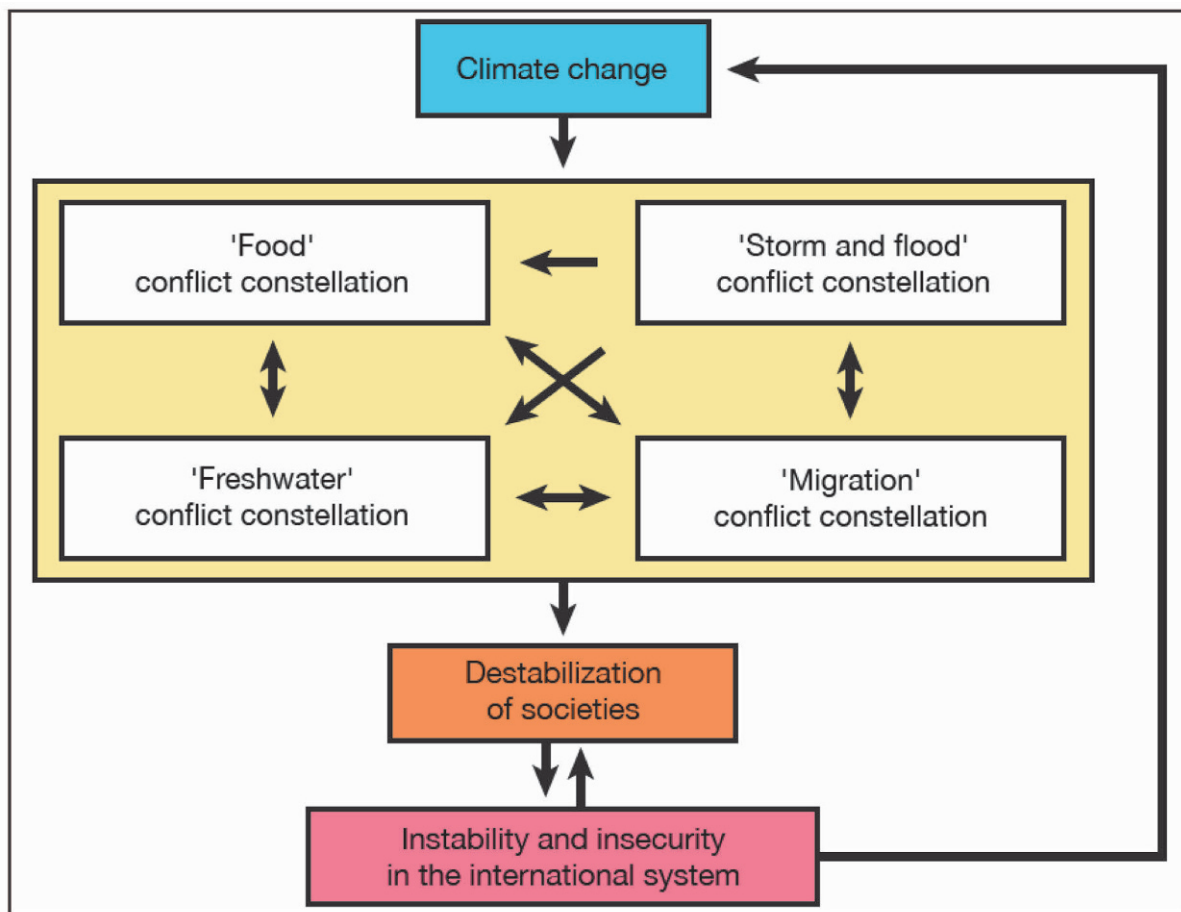 Climate change
'Food'
conflict constellation
'Storm and flood'
conflict constellation
'Freshwater'
conflict constellation
'Migration'
conflict constellation
Destabilization
of societies
Instability and insecurity
in the international system